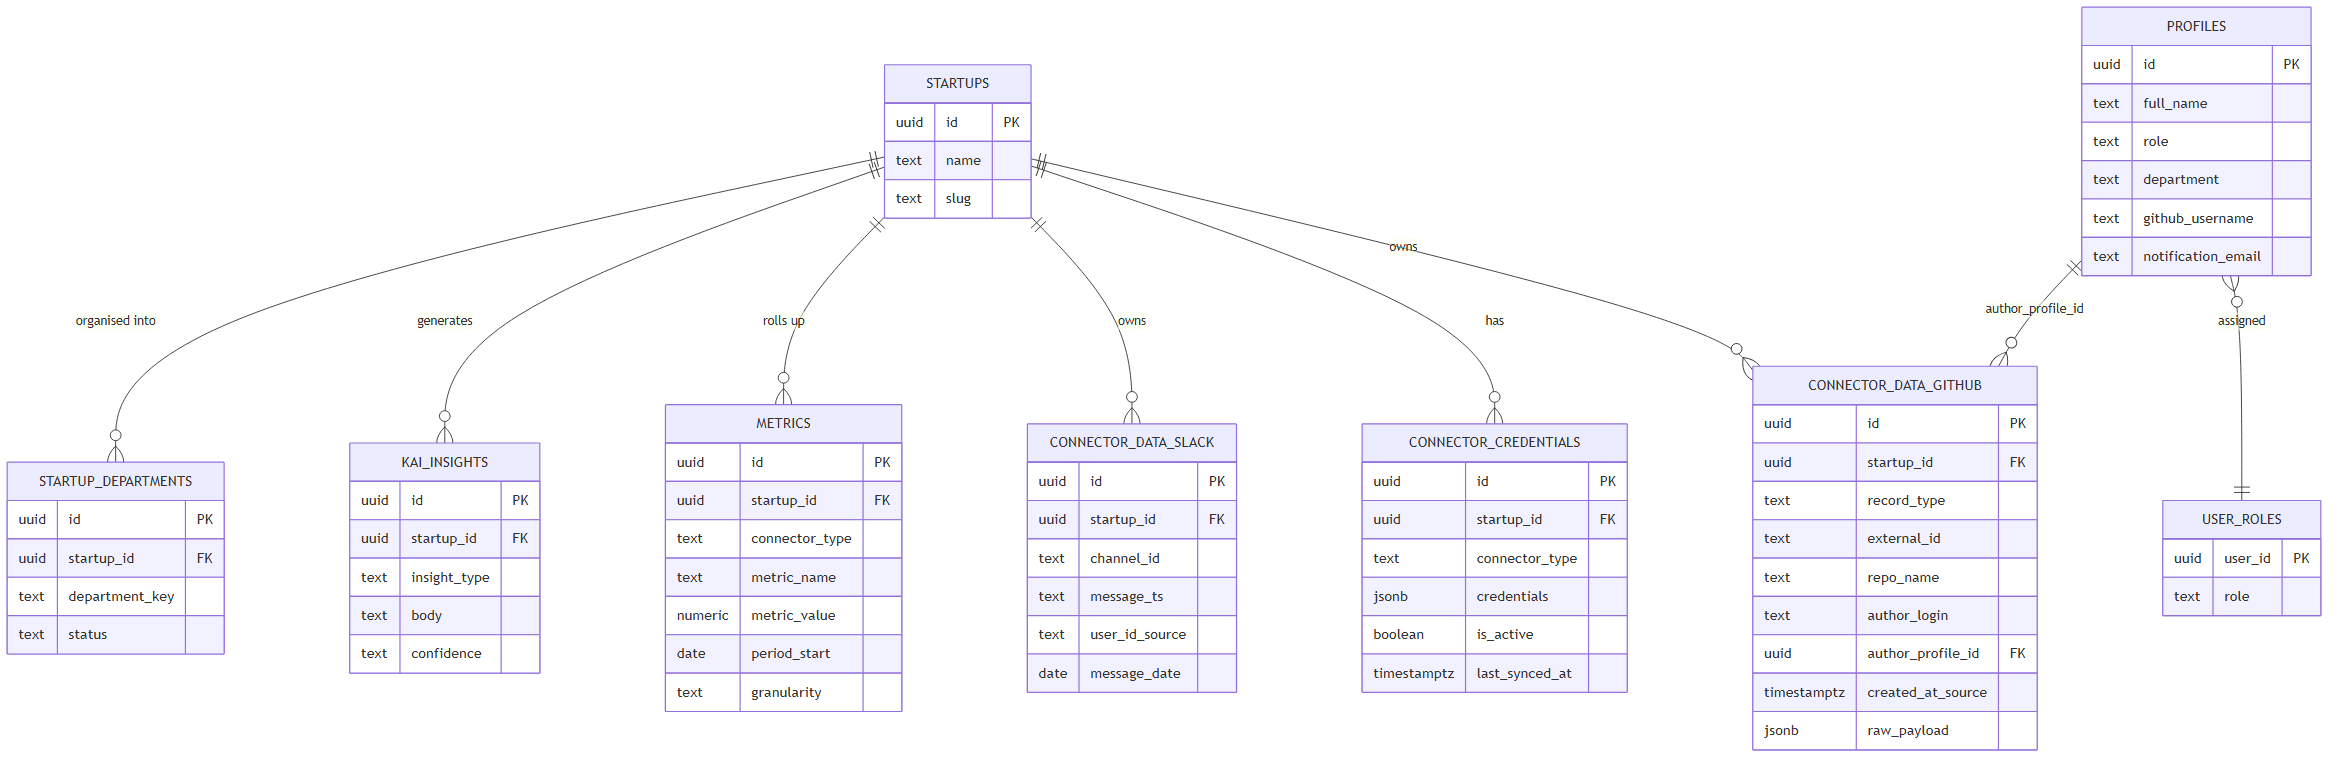 STARTUPS
uuid id PK
text name
text slug
PROFILES
uuid id PK
text full_name
text role
text department
text github_username
text notification_email
organised into
generates
rolls up
owns
has
owns
author_profile_id
assigned
STARTUP_DEPARTMENTS
uuid id PK
uuid startup_id FK
text department_key
text status
KAI_INSIGHTS
uuid id PK
uuid startup_id FK
text insight_type
text body
text confidence
METRICS
uuid id PK
uuid startup_id FK
text connector_type
text metric_name
numeric metric_value
date period_start
text granularity
CONNECTOR_DATA_SLACK
uuid id PK
uuid startup_id FK
text channel_id
text message_ts
text user_id_source
date message_date
CONNECTOR_CREDENTIALS
uuid id PK
uuid startup_id FK
text connector_type
jsonb credentials
boolean is_active
timestamptz last_synced_at
CONNECTOR_DATA_GITHUB
uuid id PK
uuid startup_id FK
text record_type
text external_id
text repo_name
text author_login
uuid author_profile_id FK
timestamptz created_at_source
jsonb raw_payload
USER_ROLES
uuid user_id PK
text role